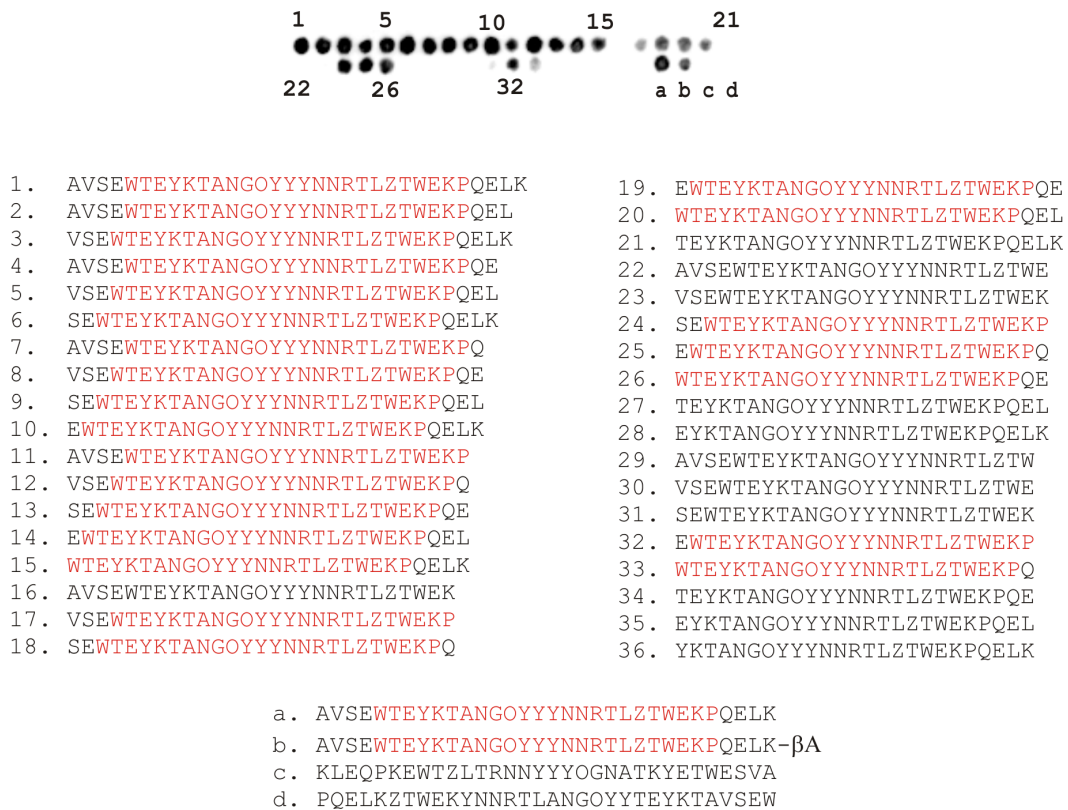 1 5 10 15 21
22 26 32 a b c d
1. AVSEWTEYKTANGOYYYNNRTLZTWEKPQELK
2. AVSEWTEYKTANGOYYYNNRTLZTWEKPQEL
3. VSEWTEYKTANGOYYYNNRTLZTWEKPQELK
4. AVSEWTEYKTANGOYYYNNRTLZTWEKPQE
5. VSEWTEYKTANGOYYYNNRTLZTWEKPQEL
6. SEWTEYKTANGOYYYNNRTLZTWEKPQELK
7. AVSEWTEYKTANGOYYYNNRTLZTWEKPQ
8. VSEWTEYKTANGOYYYNNRTLZTWEKPQE
9. SEWTEYKTANGOYYYNNRTLZTWEKPQEL
10. EWTEYKTANGOYYYNNRTLZTWEKPQELK
11. AVSEWTEYKTANGOYYYNNRTLZTWEKP
12. VSEWTEYKTANGOYYYNNRTLZTWEKPQ
13. SEWTEYKTANGOYYYNNRTLZTWEKPQE
14. EWTEYKTANGOYYYNNRTLZTWEKPQEL
15. WTEYKTANGOYYYNNRTLZTWEKPQELK
16. AVSEWTEYKTANGOYYYNNRTLZTWEK
17. VSEWTEYKTANGOYYYNNRTLZTWEKP
18. SEWTEYKTANGOYYYNNRTLZTWEKPQ
19. EWTEYKTANGOYYYNNRTLZTWEKPQE
20. WTEYKTANGOYYYNNRTLZTWEKPQEL
21. TEYKTANGOYYYNNRTLZTWEKPQELK
22. AVSEWTEYKTANGOYYYNNRTLZTWE
23. VSEWTEYKTANGOYYYNNRTLZTWEK
24. SEWTEYKTANGOYYYNNRTLZTWEKP
25. EWTEYKTANGOYYYNNRTLZTWEKPQ
26. WTEYKTANGOYYYNNRTLZTWEKPQE
27. TEYKTANGOYYYNNRTLZTWEKPQEL
28. EYKTANGOYYYNNRTLZTWEKPQELK
29. AVSEWTEYKTANGOYYYNNRTLZTW
30. VSEWTEYKTANGOYYYNNRTLZTWE
31. SEWTEYKTANGOYYYNNRTLZTWEK
32. EWTEYKTANGOYYYNNRTLZTWEKP
33. WTEYKTANGOYYYNNRTLZTWEKPQ
34. TEYKTANGOYYYNNRTLZTWEKPQE
35. EYKTANGOYYYNNRTLZTWEKPQEL
36. YKTANGOYYYNNRTLZTWEKPQELK
a. AVSEWTEYKTANGOYYYNNRTLZTWEKPQELK
b. AVSEWTEYKTANGOYYYNNRTLZTWEKPQELK-βA
c. KLEQPKEWTZLTRNNYYYOGNATKYETWESVA
d. PQELKZTWEKYNNRTLANGOYYTEYKTAVSEW